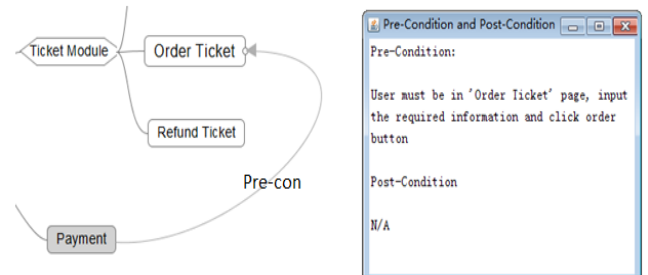 Ticket Module
Order Ticket
Refund Ticket
Pre-con
Payment
Pre-Condition and Post-Condition
Pre-Condition:
User must be in 'Order Iicket' page, input
the required information and click order
button
Post-Condition
N/A